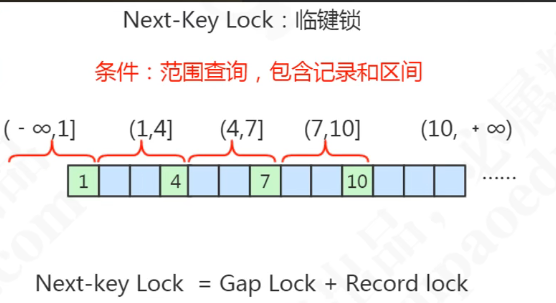 Next-Key Lock：临键锁
条件：范围查询，包含记录和区间
(－∞,1] (1,4] (4,7] (7,10] (10, ＋∞)
1 4 7 10 ……
Next-key Lock = Gap Lock + Record lock